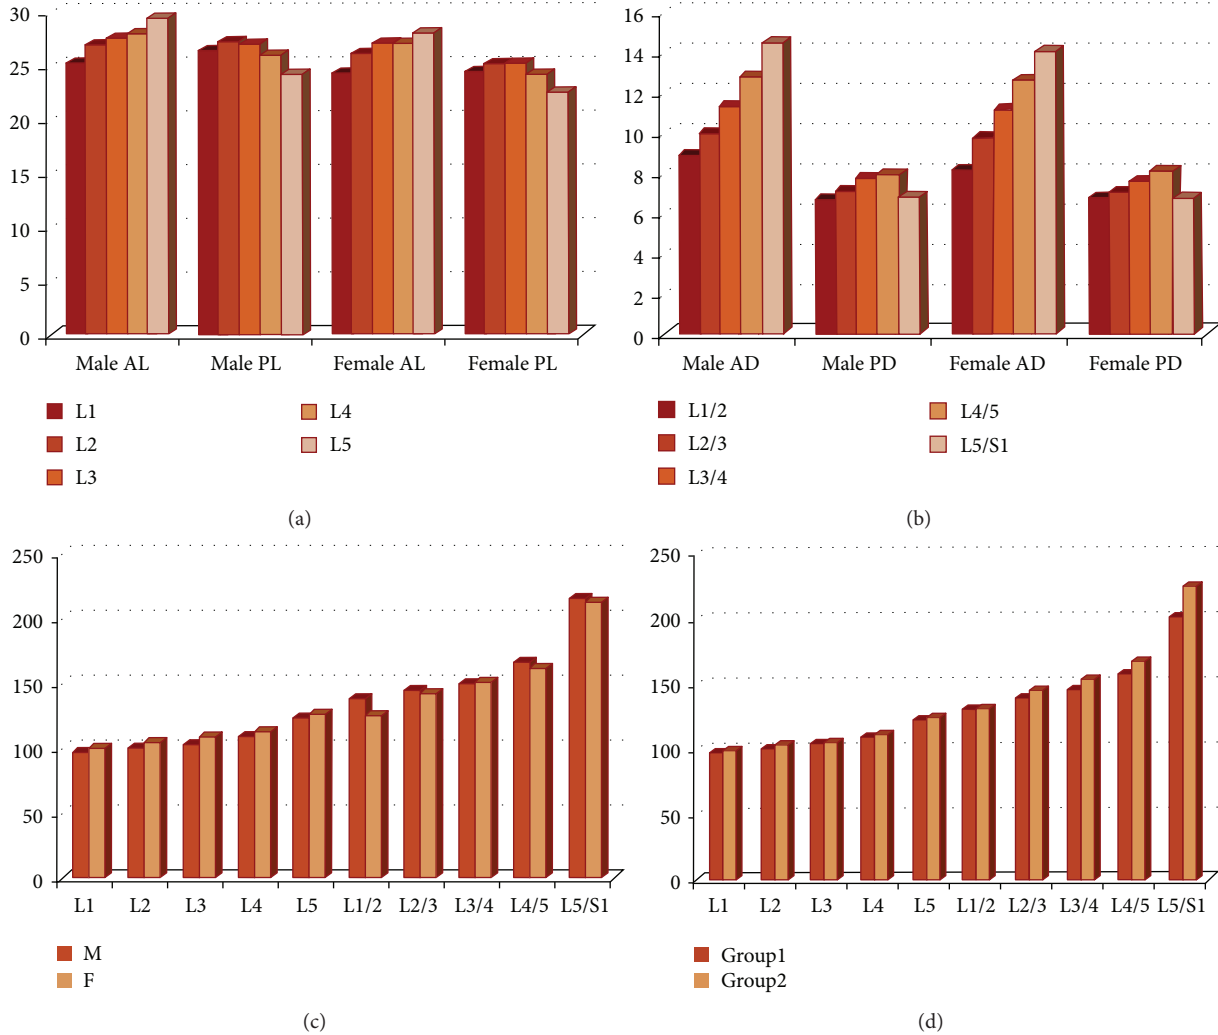 30
25
20
15
10
5
0
Male AL Male PL Female AL Female PL
L1
L2
L3
L4
L5
(a)
16
14
12
10
8
6
4
2
0
Male AD Male PD Female AD Female PD
L1/2
L2/3
L3/4
L4/5
L5/S1
(b)
250
200
150
100
50
0
L1 L2 L3 L4 L5 L1/2 L2/3 L3/4 L4/5 L5/S1
M
F
(c)
250
200
150
100
50
0
L1 L2 L3 L4 L5 L1/2 L2/3 L3/4 L4/5 L5/S1
Group1
Group2
(d)